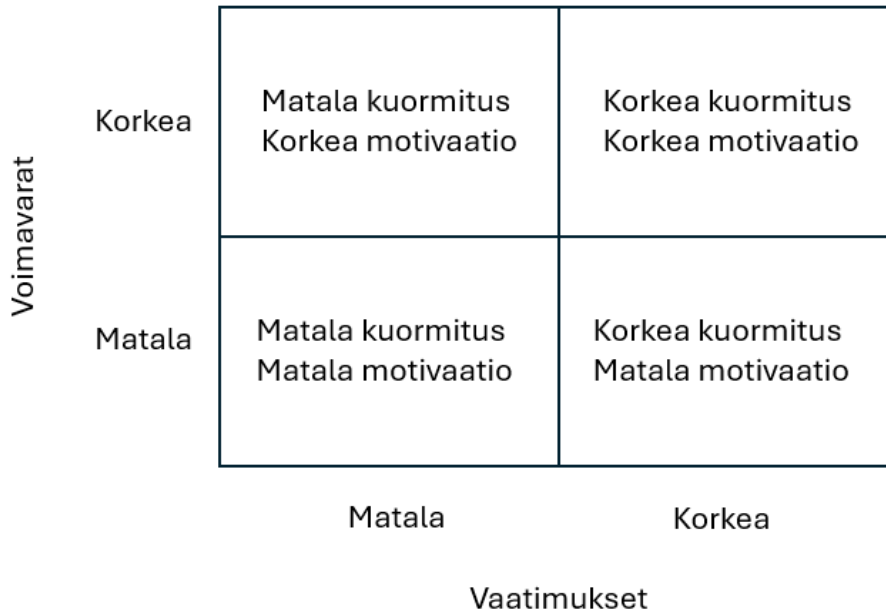 Voimavarat
Korkea
Matala kuormitus
Korkea motivaatio
Korkea kuormitus
Korkea motivaatio
Matala
Matala kuormitus
Matala motivaatio
Korkea kuormitus
Matala motivaatio
Matala
Korkea
Vaatimukset